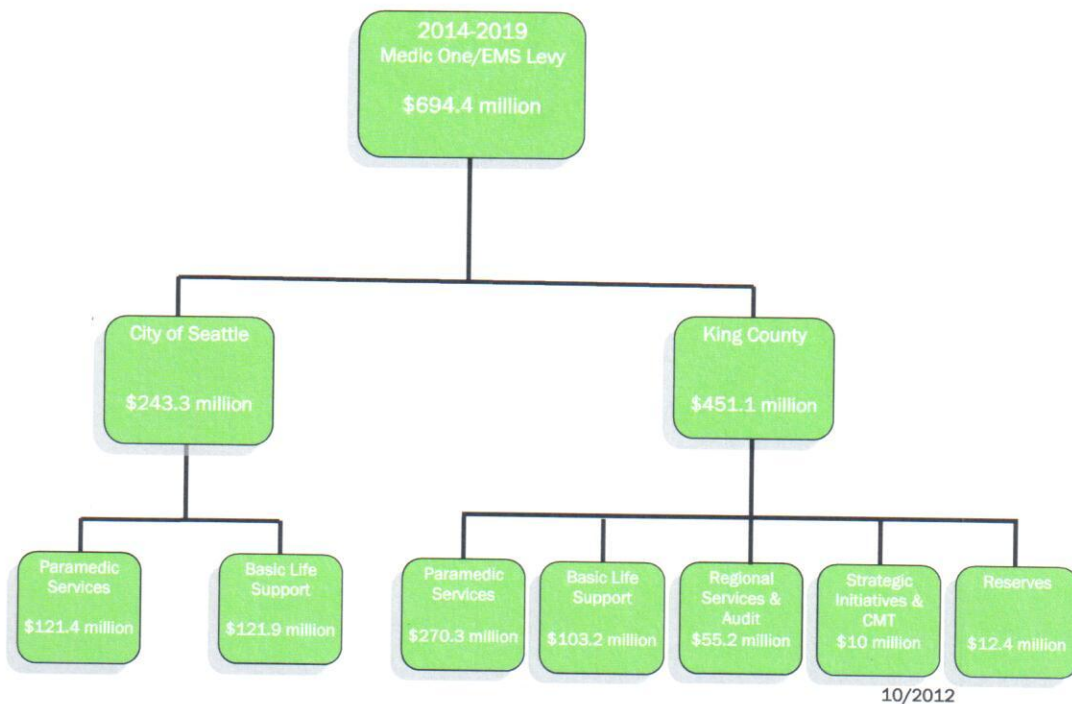 2014-2019
Medic One/EMS Levy
$694.4 million
City of Seattle
$243.3 million
King County
$451.1 million
Paramedic
Services
$121.4 million
Basic Life
Support
$121.9 million
Paramedic
Services
$270.3 million
Basic Life
Support
$103.2 million
Regional
Services &
Audit
$55.2 million
Strategic
Initiatives &
CMT
$10 million
Reserves
$12.4 million
10/2012